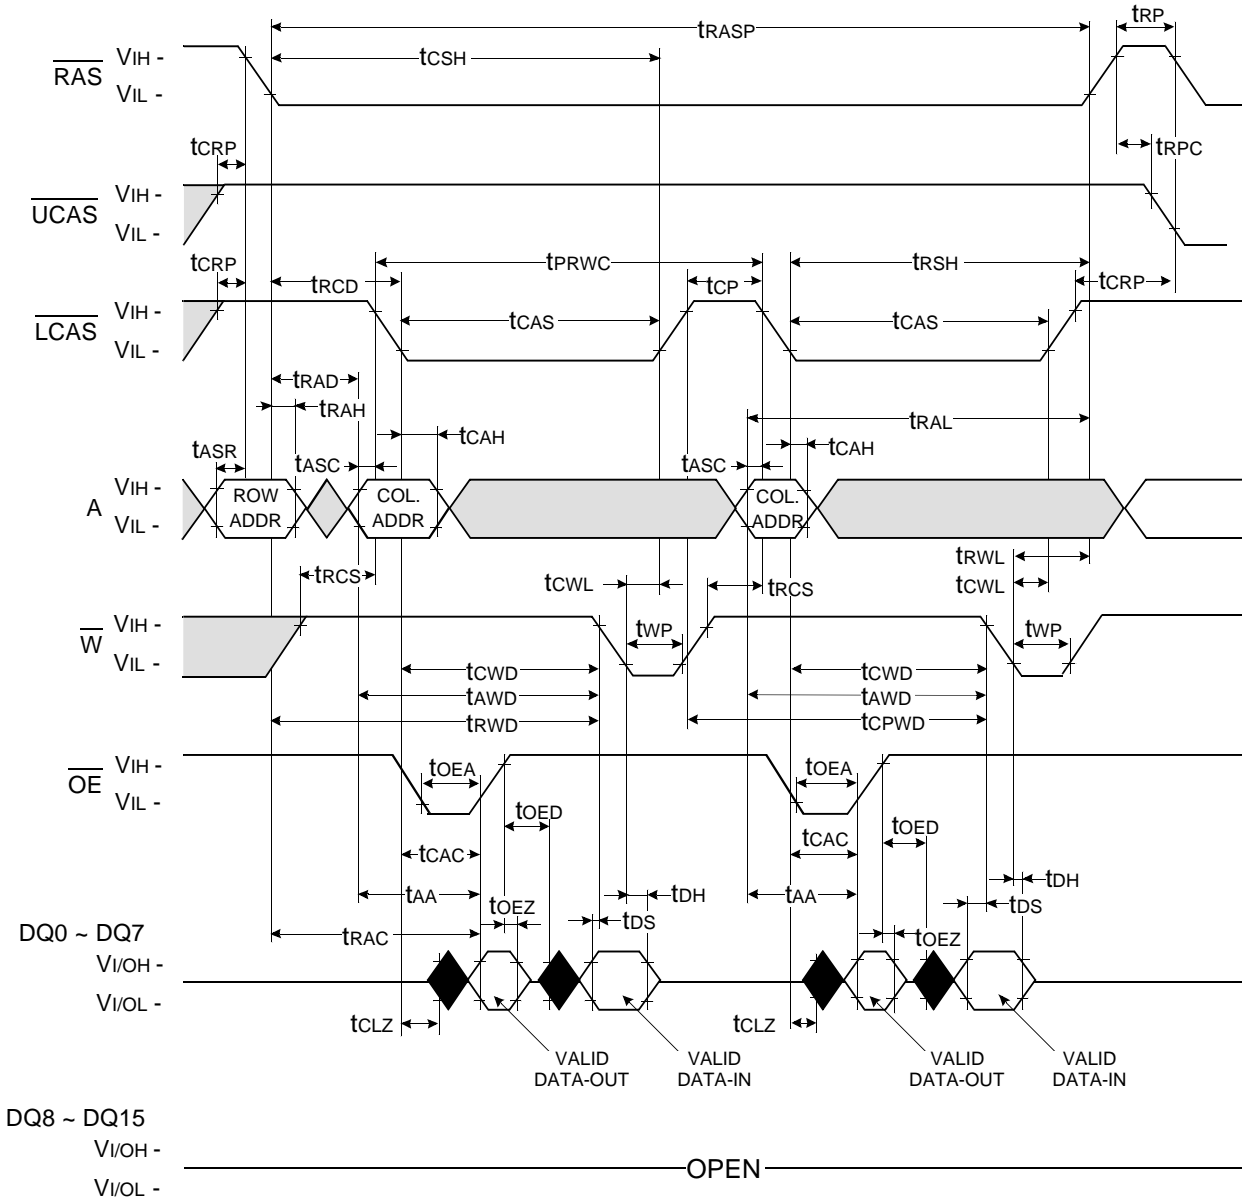 tRASP
tRP
tCSH
RAS
VIH -
VIL -
tCRP
tRPC
UCAS
VIH -
VIL -
tCRP
tRCD
tPRWC
tCP
tRSH
tCRP
LCAS
VIH -
VIL -
tCAS
tCAS
tRAD
tRAH
tRAL
tASR
tASC
tCAH
tASC
tCAH
A
VIH -
VIL -
ROW
ADDR
COL.
ADDR
COL.
ADDR
tRCS
tCWL
tRCS
tRWL
tCWL
W
VIH -
VIL -
tWP
tWP
tCWD
tCWD
tAWD
tAWD
tRWD
tCPWD
OE
VIH -
VIL -
tOEA
tOEA
tOED
tOED
tCAC
tCAC
tAA
tDH
tAA
tDH
tOEZ
tDS
tDS
tRAC
tOEZ
DQ0 ~ DQ7
VI/OH -
VI/OL -
tCLZ
tCLZ
VALID
DATA-OUT
VALID
DATA-IN
VALID
DATA-OUT
VALID
DATA-IN
DQ8 ~ DQ15
VI/OH -
OPEN
VI/OL -